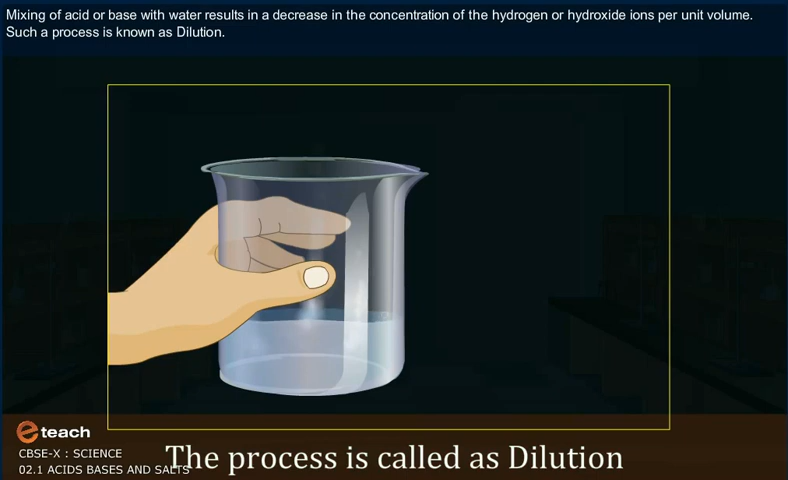 Mixing of acid or base with water results in a decrease in the concentration of the hydrogen or hydroxide ions per unit volume.
Such a process is known as Dilution.
e teach
CBSE-X : SCIENCE
02.1 ACIDS BASES AND SALTS
The process is called as Dilution